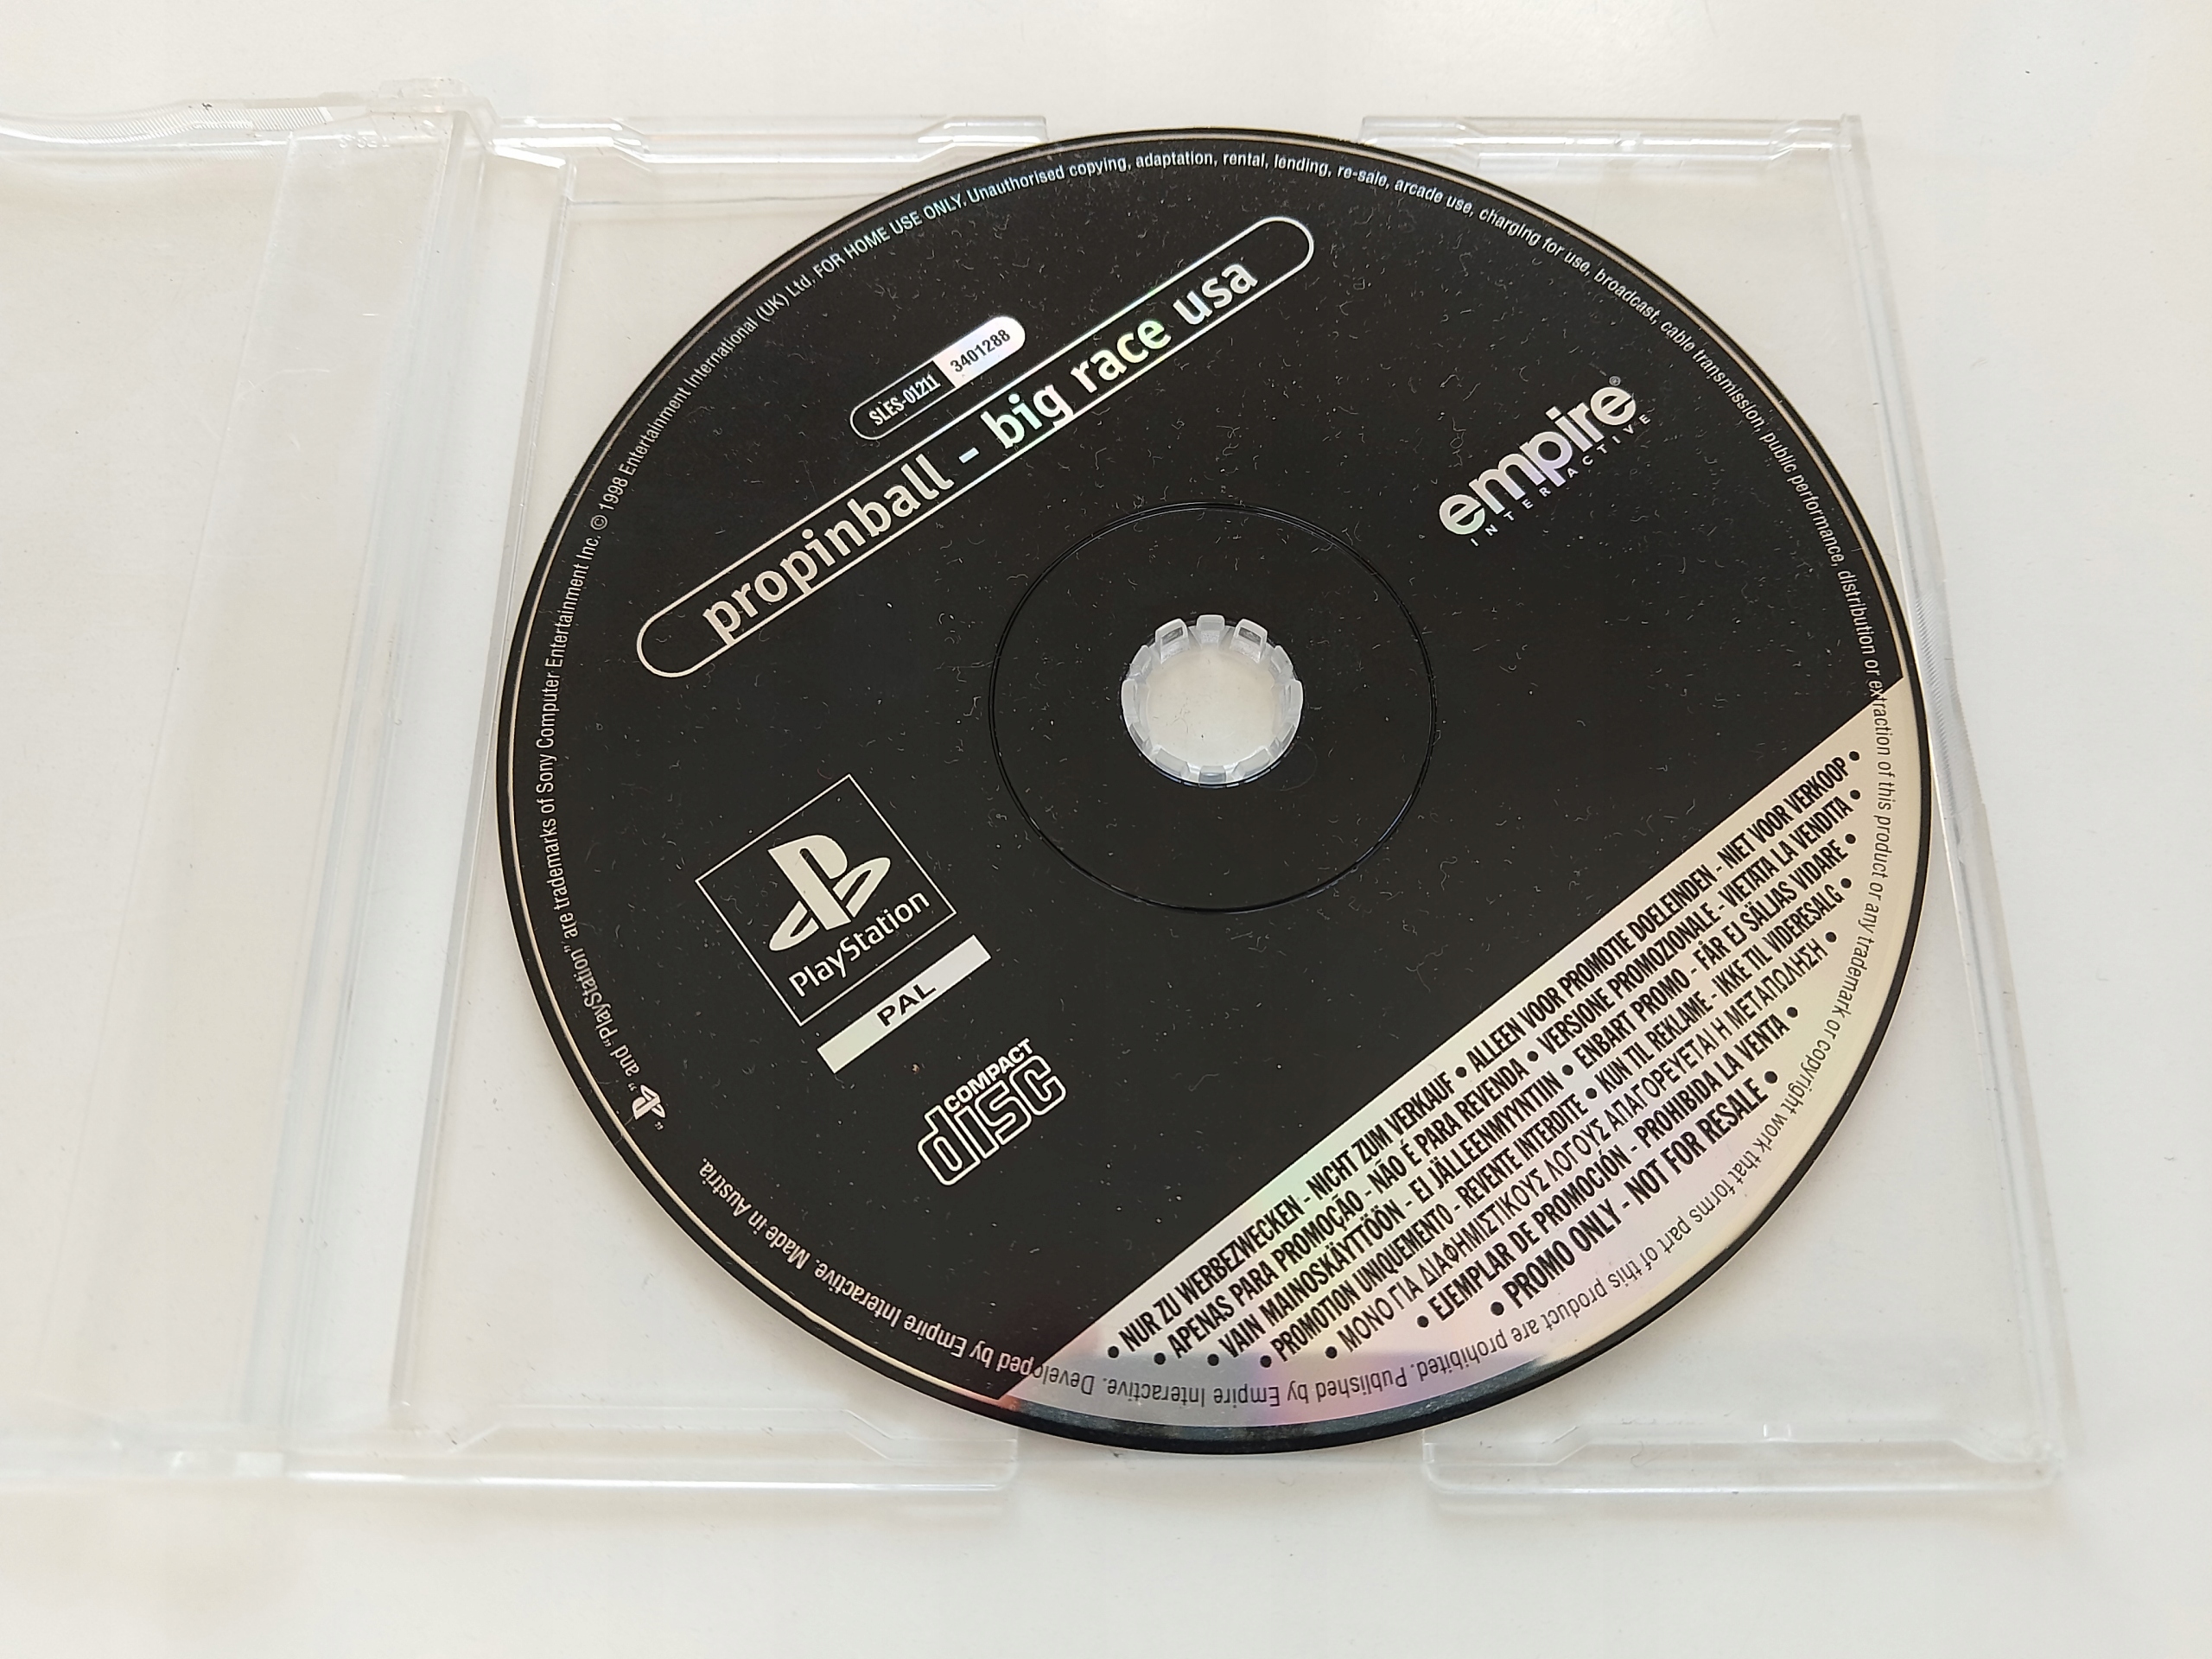 SLES-01211 3401288
propinball - big race usa
empire®
INTERACTIVE
PlayStation
PAL
COMPACT
disc
• NUR ZU WERBEZWECKEN - NICHT ZUM VERKAUF • ALLEEN VOOR PROMOTIE DOELEINDEN - NIET VOOR VERKOOP •
• APENAS PARA PROMOÇÃO - NÃO É PARA REVENDA • VERSIONE PROMOZIONALE - VIETATA LA VENDITA •
• VAIN MAINOSKÄYTTÖÖN - EI JÄLLEENMYYNTIIN • ENBART PROMO - FÅR EJ SÄLJAS VIDARE •
• PROMOTION UNIQUEMENTO - REVENTE INTERDITE • KUN TIL REKLAME - IKKE TIL VIDERESALG •
• ΜΟΝΟ ΓΙΑ ΔΙΑΦΗΜΙΣΤΙΚΟΥΣ ΛΟΓΟΥΣ ΑΠΑΓΟΡΕΥΕΤΑΙ Η ΜΕΤΑΠΩΛΗΣΗ •
• EJEMPLAR DE PROMOCIÓN - PROHIBIDA LA VENTA •
• PROMO ONLY - NOT FOR RESALE •
" " and "PlayStation" are trademarks of Sony Computer Entertainment Inc. © 1998 Entertainment International (UK) Ltd. FOR HOME USE ONLY. Unauthorised copying, adaptation, rental, lending, re-sale, arcade use, charging for use, broadcast, cable transmission, public performance, distribution or extraction of this product or any trademark or copyright work that forms part of this product are prohibited. Published by Empire Interactive. Developed by Empire Interactive. Made in Austria.